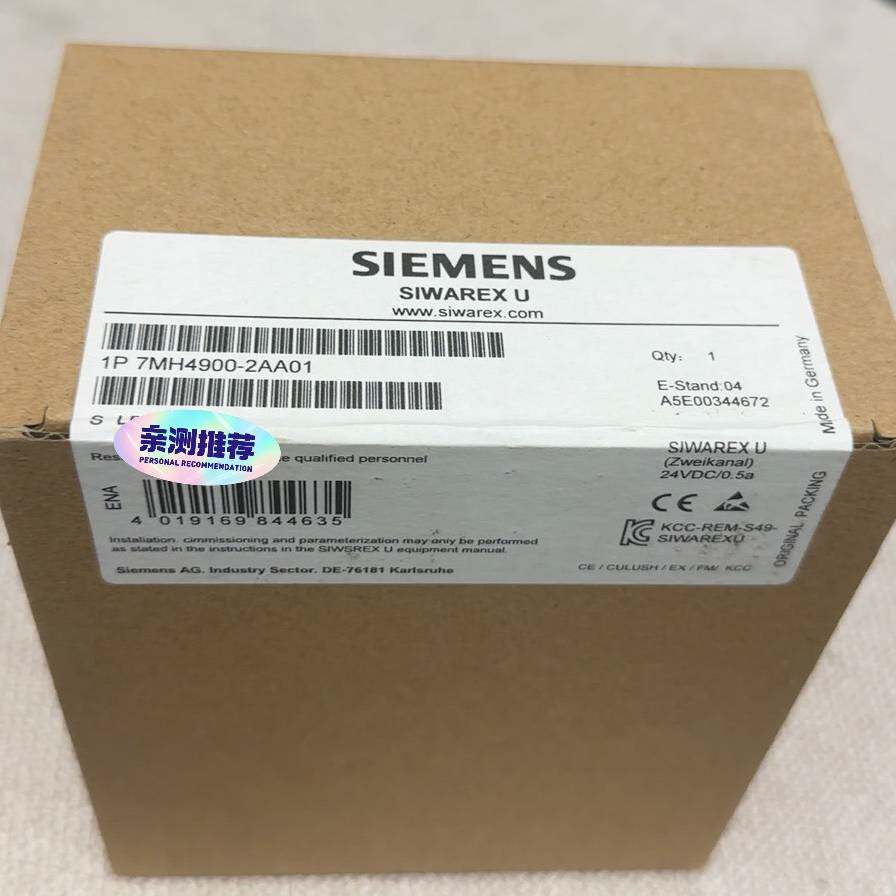 SIEMENS
SIWAREX U
www.siwarex.com
1P 7MH4900-2AA01
Qty: 1
E-Stand:04
A5E00344672
Made in Germany
S
亲测推荐
PERSONAL RECOMMENDATION
qualified personnel
SIWAREX U
(Zweikanal)
24VDC/0.5a
ENA
4 019169 844635
CE
KCC-REM-S49-
SIWAREXU
ORIGINAL PACKING
Installation. cimmissioning and parameterization may only be performed
as stated in the instructions in the SIWSREX U equipment manual.
Siemens AG. Industry Sector. DE-76181 Karlsruhe
CE / CULUSH / EX / FM/ KCC